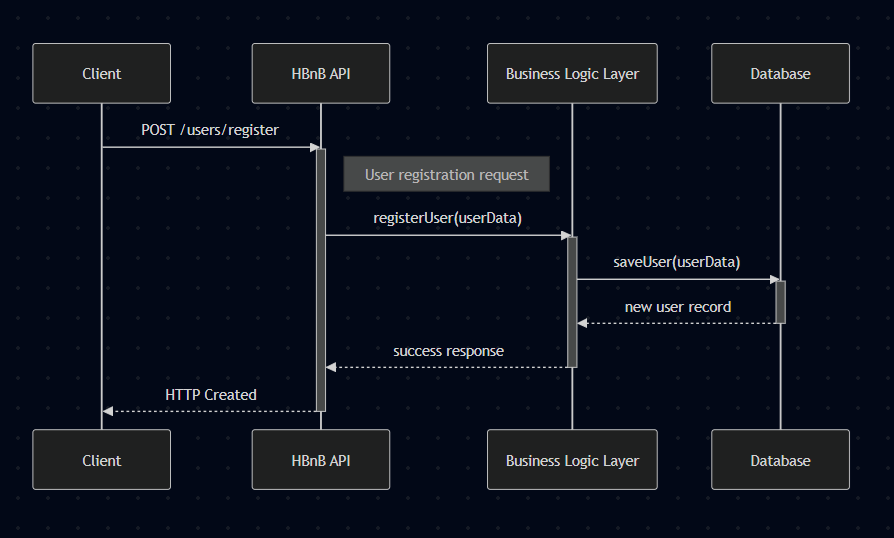 Client
HBnB API
Business Logic Layer
Database
POST /users/register
User registration request
registerUser(userData)
saveUser(userData)
new user record
success response
HTTP Created
Client
HBnB API
Business Logic Layer
Database